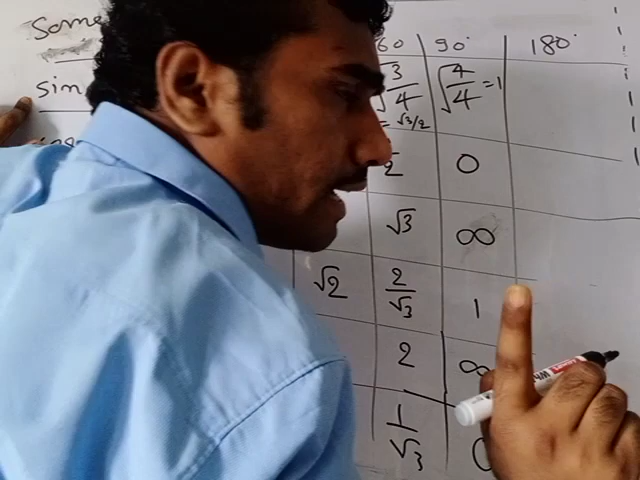 Some
60 90° 180°
sin √3/4 √4/4 = 1
= √3/2
2 0
√3 ∞
√2 2/√3 1
2 ∞
1/√3